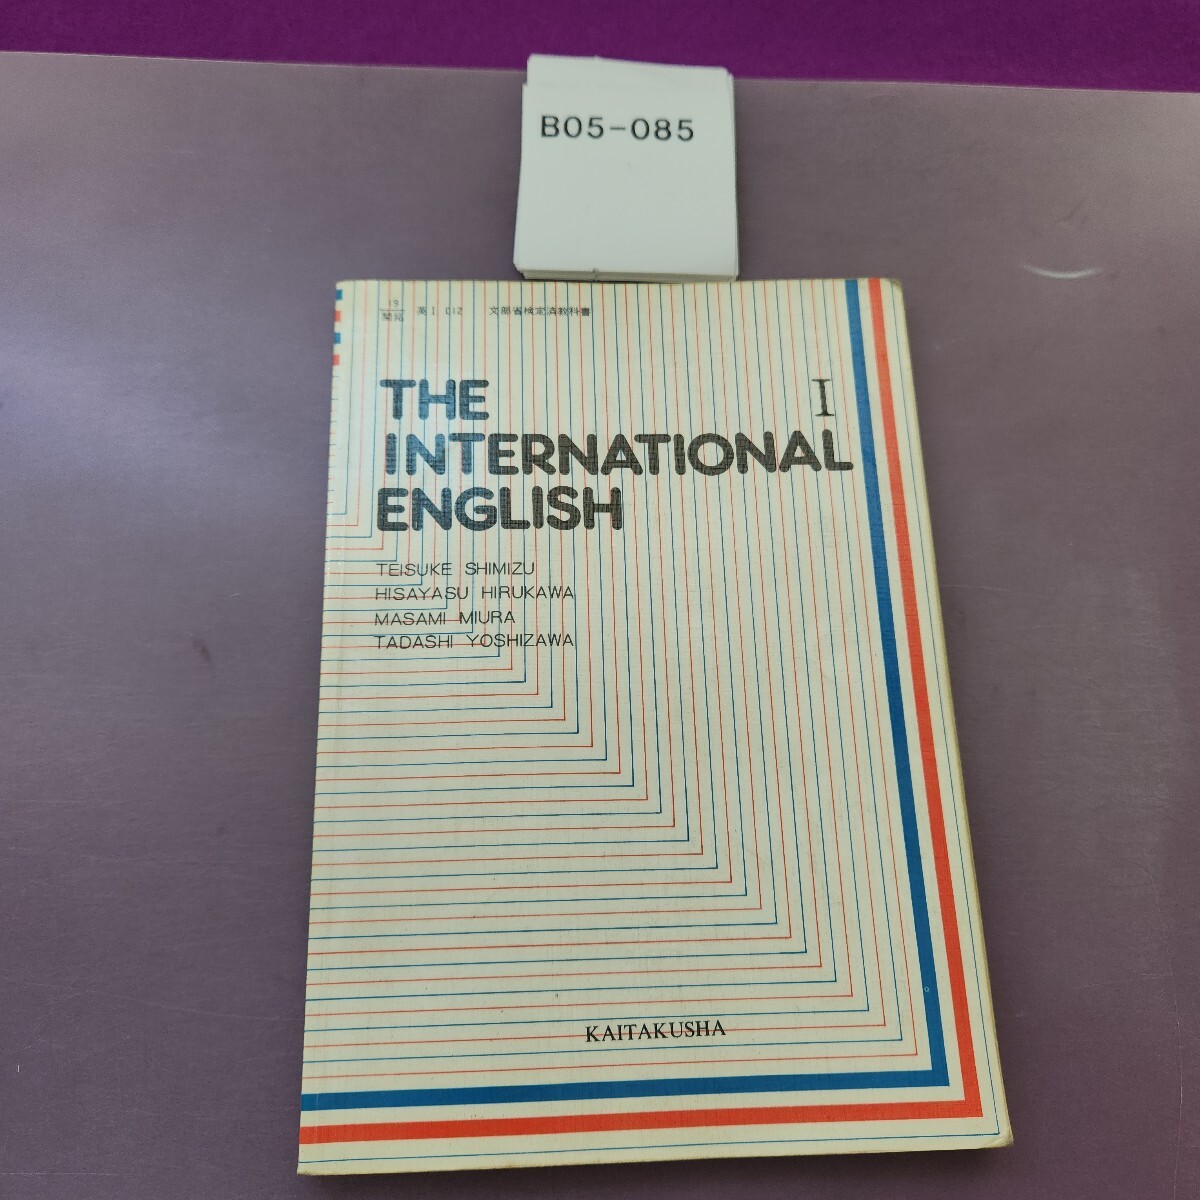 B05-085
19
開拓 英Ⅰ 012 文部省検定済教科書
THE
INTERNATIONAL
ENGLISH
I
TEISUKE SHIMIZU
HISAYASU HIRUKAWA
MASAMI MIURA
TADASHI YOSHIZAWA
KAITAKUSHA